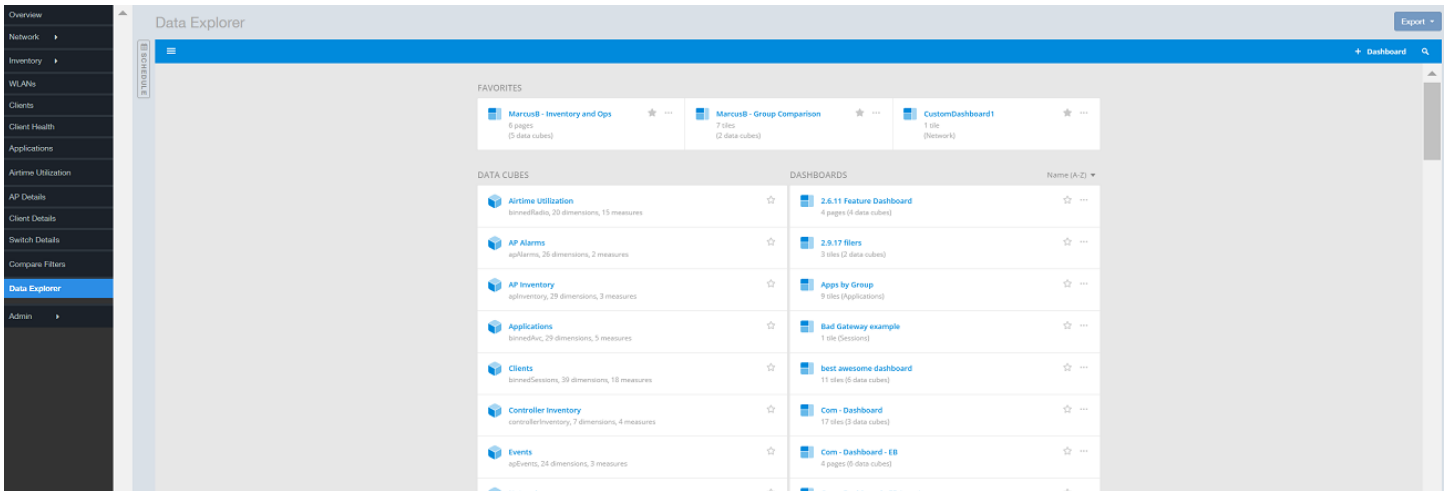 Overview
Network
Inventory
WLANs
Clients
Client Health
Applications
Airtime Utilization
AP Details
Client Details
Switch Details
Compare Filters
Data Explorer
Admin
Data Explorer
Export
SCHEDULE
+ Dashboard
FAVORITES
MarcusB - Inventory and Ops
6 pages
(5 data cubes)
MarcusB - Group Comparison
7 tiles
(2 data cubes)
CustomDashboard1
1 tile
(Network)
DATA CUBES
Airtime Utilization
binnedRadio, 20 dimensions, 15 measures
AP Alarms
apAlarms, 26 dimensions, 2 measures
AP Inventory
apInventory, 29 dimensions, 3 measures
Applications
binnedAvc, 29 dimensions, 5 measures
Clients
binnedSessions, 39 dimensions, 18 measures
Controller Inventory
controllerInventory, 7 dimensions, 4 measures
Events
apEvents, 24 dimensions, 3 measures
DASHBOARDS
Name (A-Z)
2.6.11 Feature Dashboard
4 pages (4 data cubes)
2.9.17 filers
3 tiles (2 data cubes)
Apps by Group
9 tiles (Applications)
Bad Gateway example
1 tile (Sessions)
best awesome dashboard
11 tiles (6 data cubes)
Com - Dashboard
17 tiles (3 data cubes)
Com - Dashboard - EB
4 pages (6 data cubes)